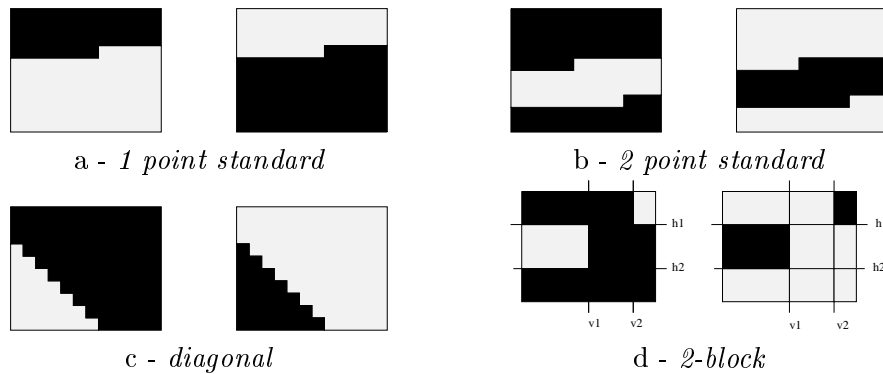 a - 1 point standard
b - 2 point standard
h1
h2
v1 v2
h1
h2
v1 v2
c - diagonal
d - 2-block